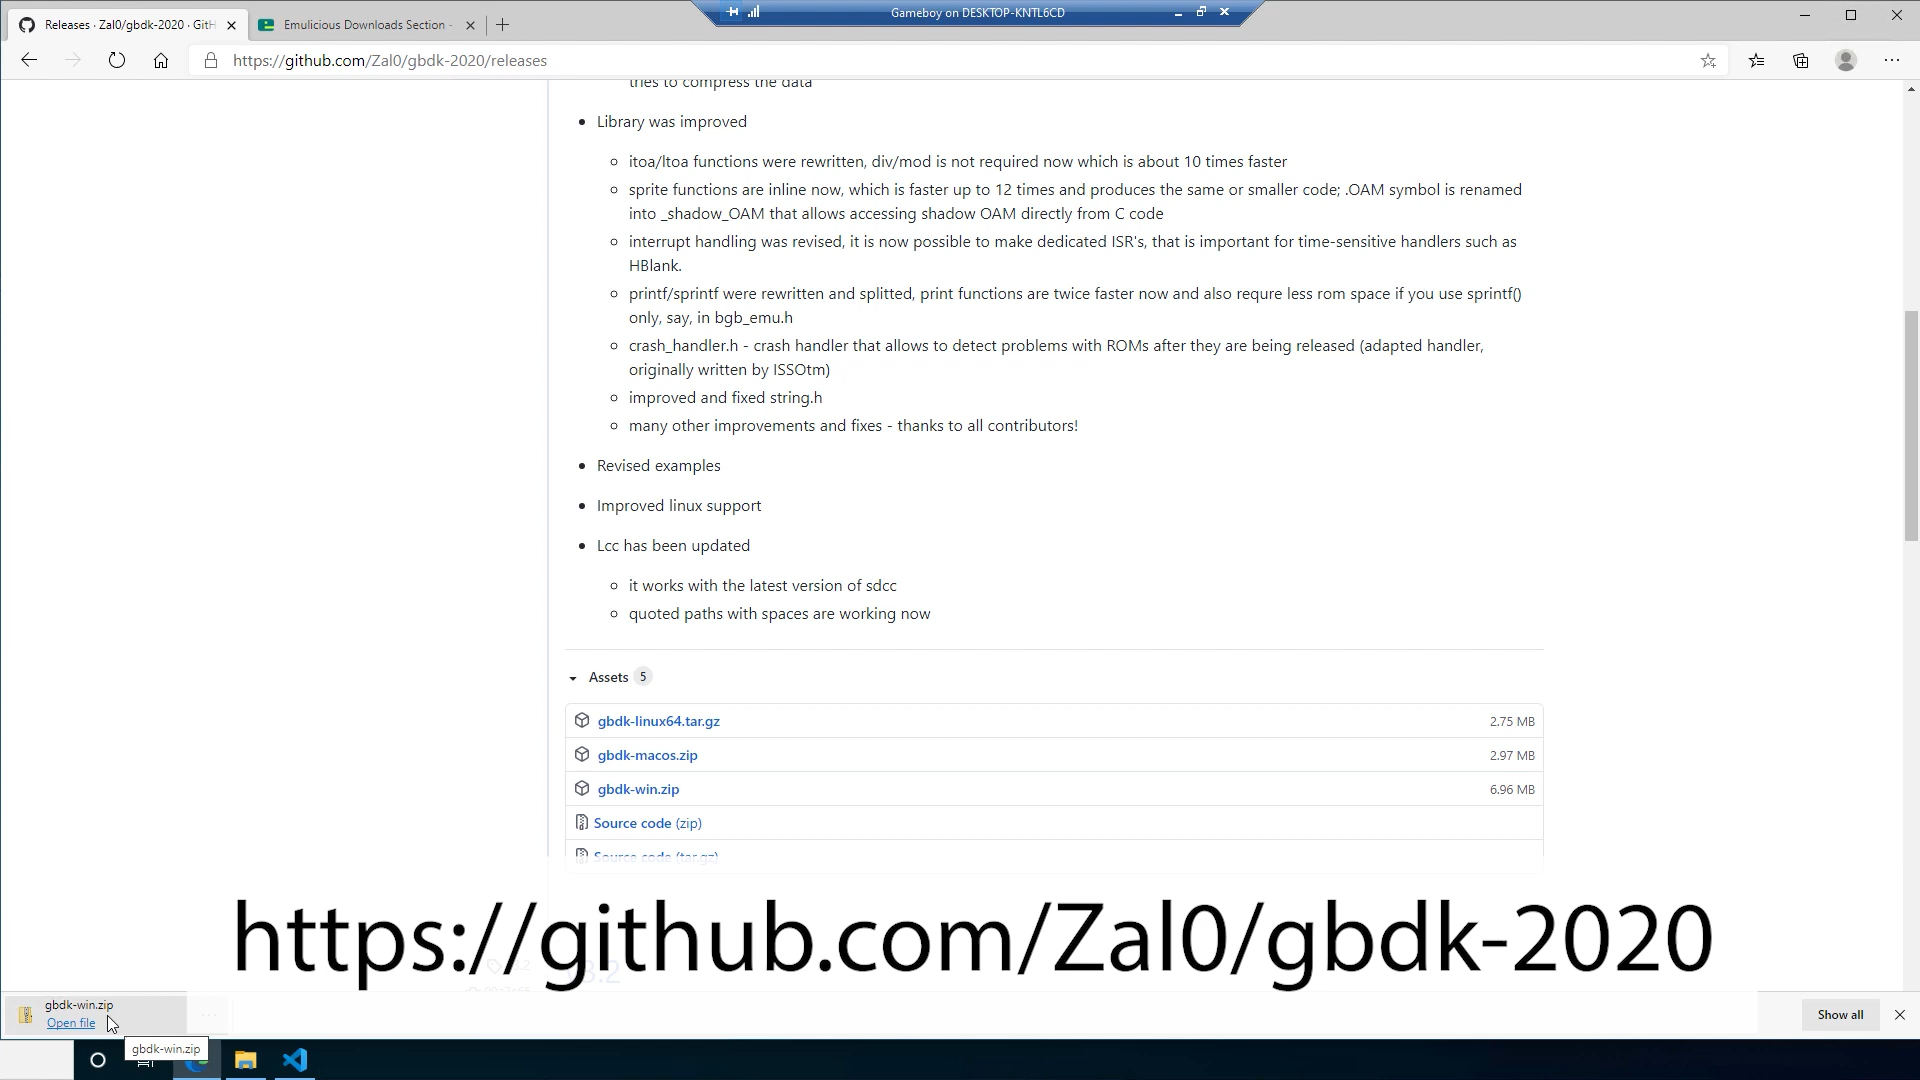 Releases · Zal0/gbdk-2020 · GitH
Emulicious Downloads Section -
Gameboy on DESKTOP-KNTL6CD
https://github.com/Zal0/gbdk-2020/releases
tries to compress the data
Library was improved
itoa/ltoa functions were rewritten, div/mod is not required now which is about 10 times faster
sprite functions are inline now, which is faster up to 12 times and produces the same or smaller code; .OAM symbol is renamed
into _shadow_OAM that allows accessing shadow OAM directly from C code
interrupt handling was revised, it is now possible to make dedicated ISR's, that is important for time-sensitive handlers such as
HBlank.
printf/sprintf were rewritten and splitted, print functions are twice faster now and also requre less rom space if you use sprintf()
only, say, in bgb_emu.h
crash_handler.h - crash handler that allows to detect problems with ROMs after they are being released (adapted handler,
originally written by ISSOtm)
improved and fixed string.h
many other improvements and fixes - thanks to all contributors!
Revised examples
Improved linux support
Lcc has been updated
it works with the latest version of sdcc
quoted paths with spaces are working now
Assets 5
gbdk-linux64.tar.gz 2.75 MB
gbdk-macos.zip 2.97 MB
gbdk-win.zip 6.96 MB
Source code (zip)
Source code (tar.gz)
https://github.com/Zal0/gbdk-2020
gbdk-win.zip
Open file
Show all
gbdk-win.zip